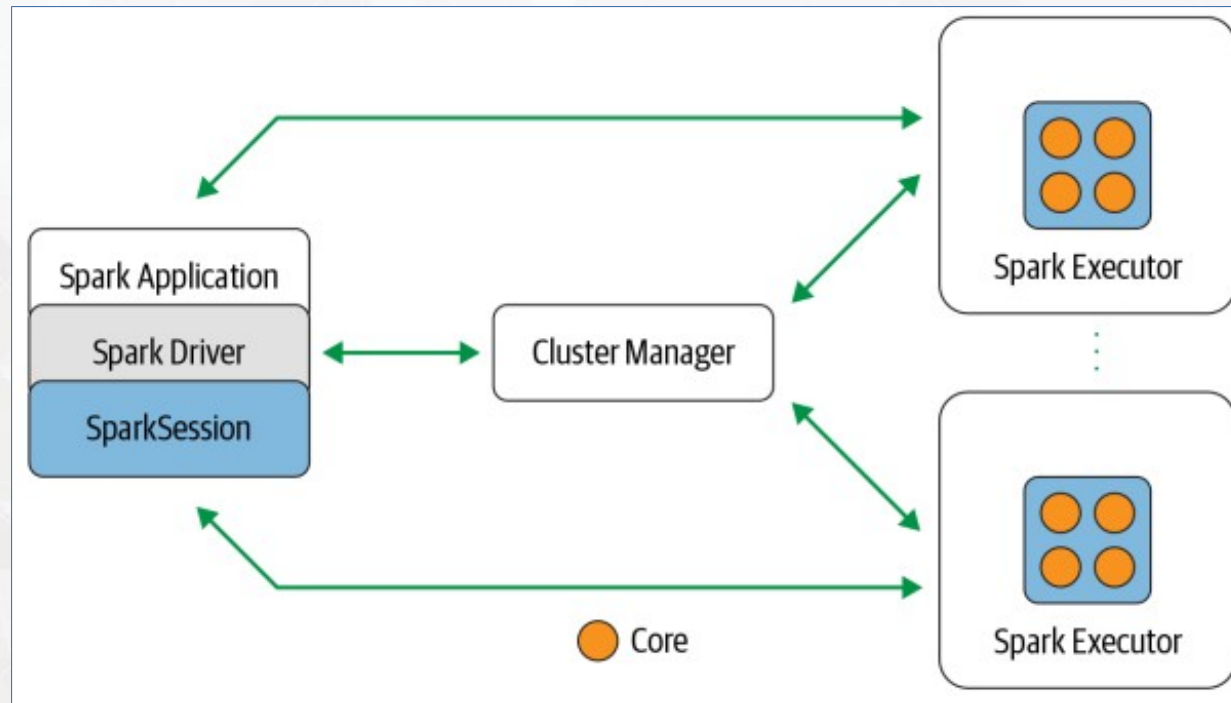 Spark Application
Spark Driver
SparkSession
Cluster Manager
Spark Executor
Spark Executor
Core